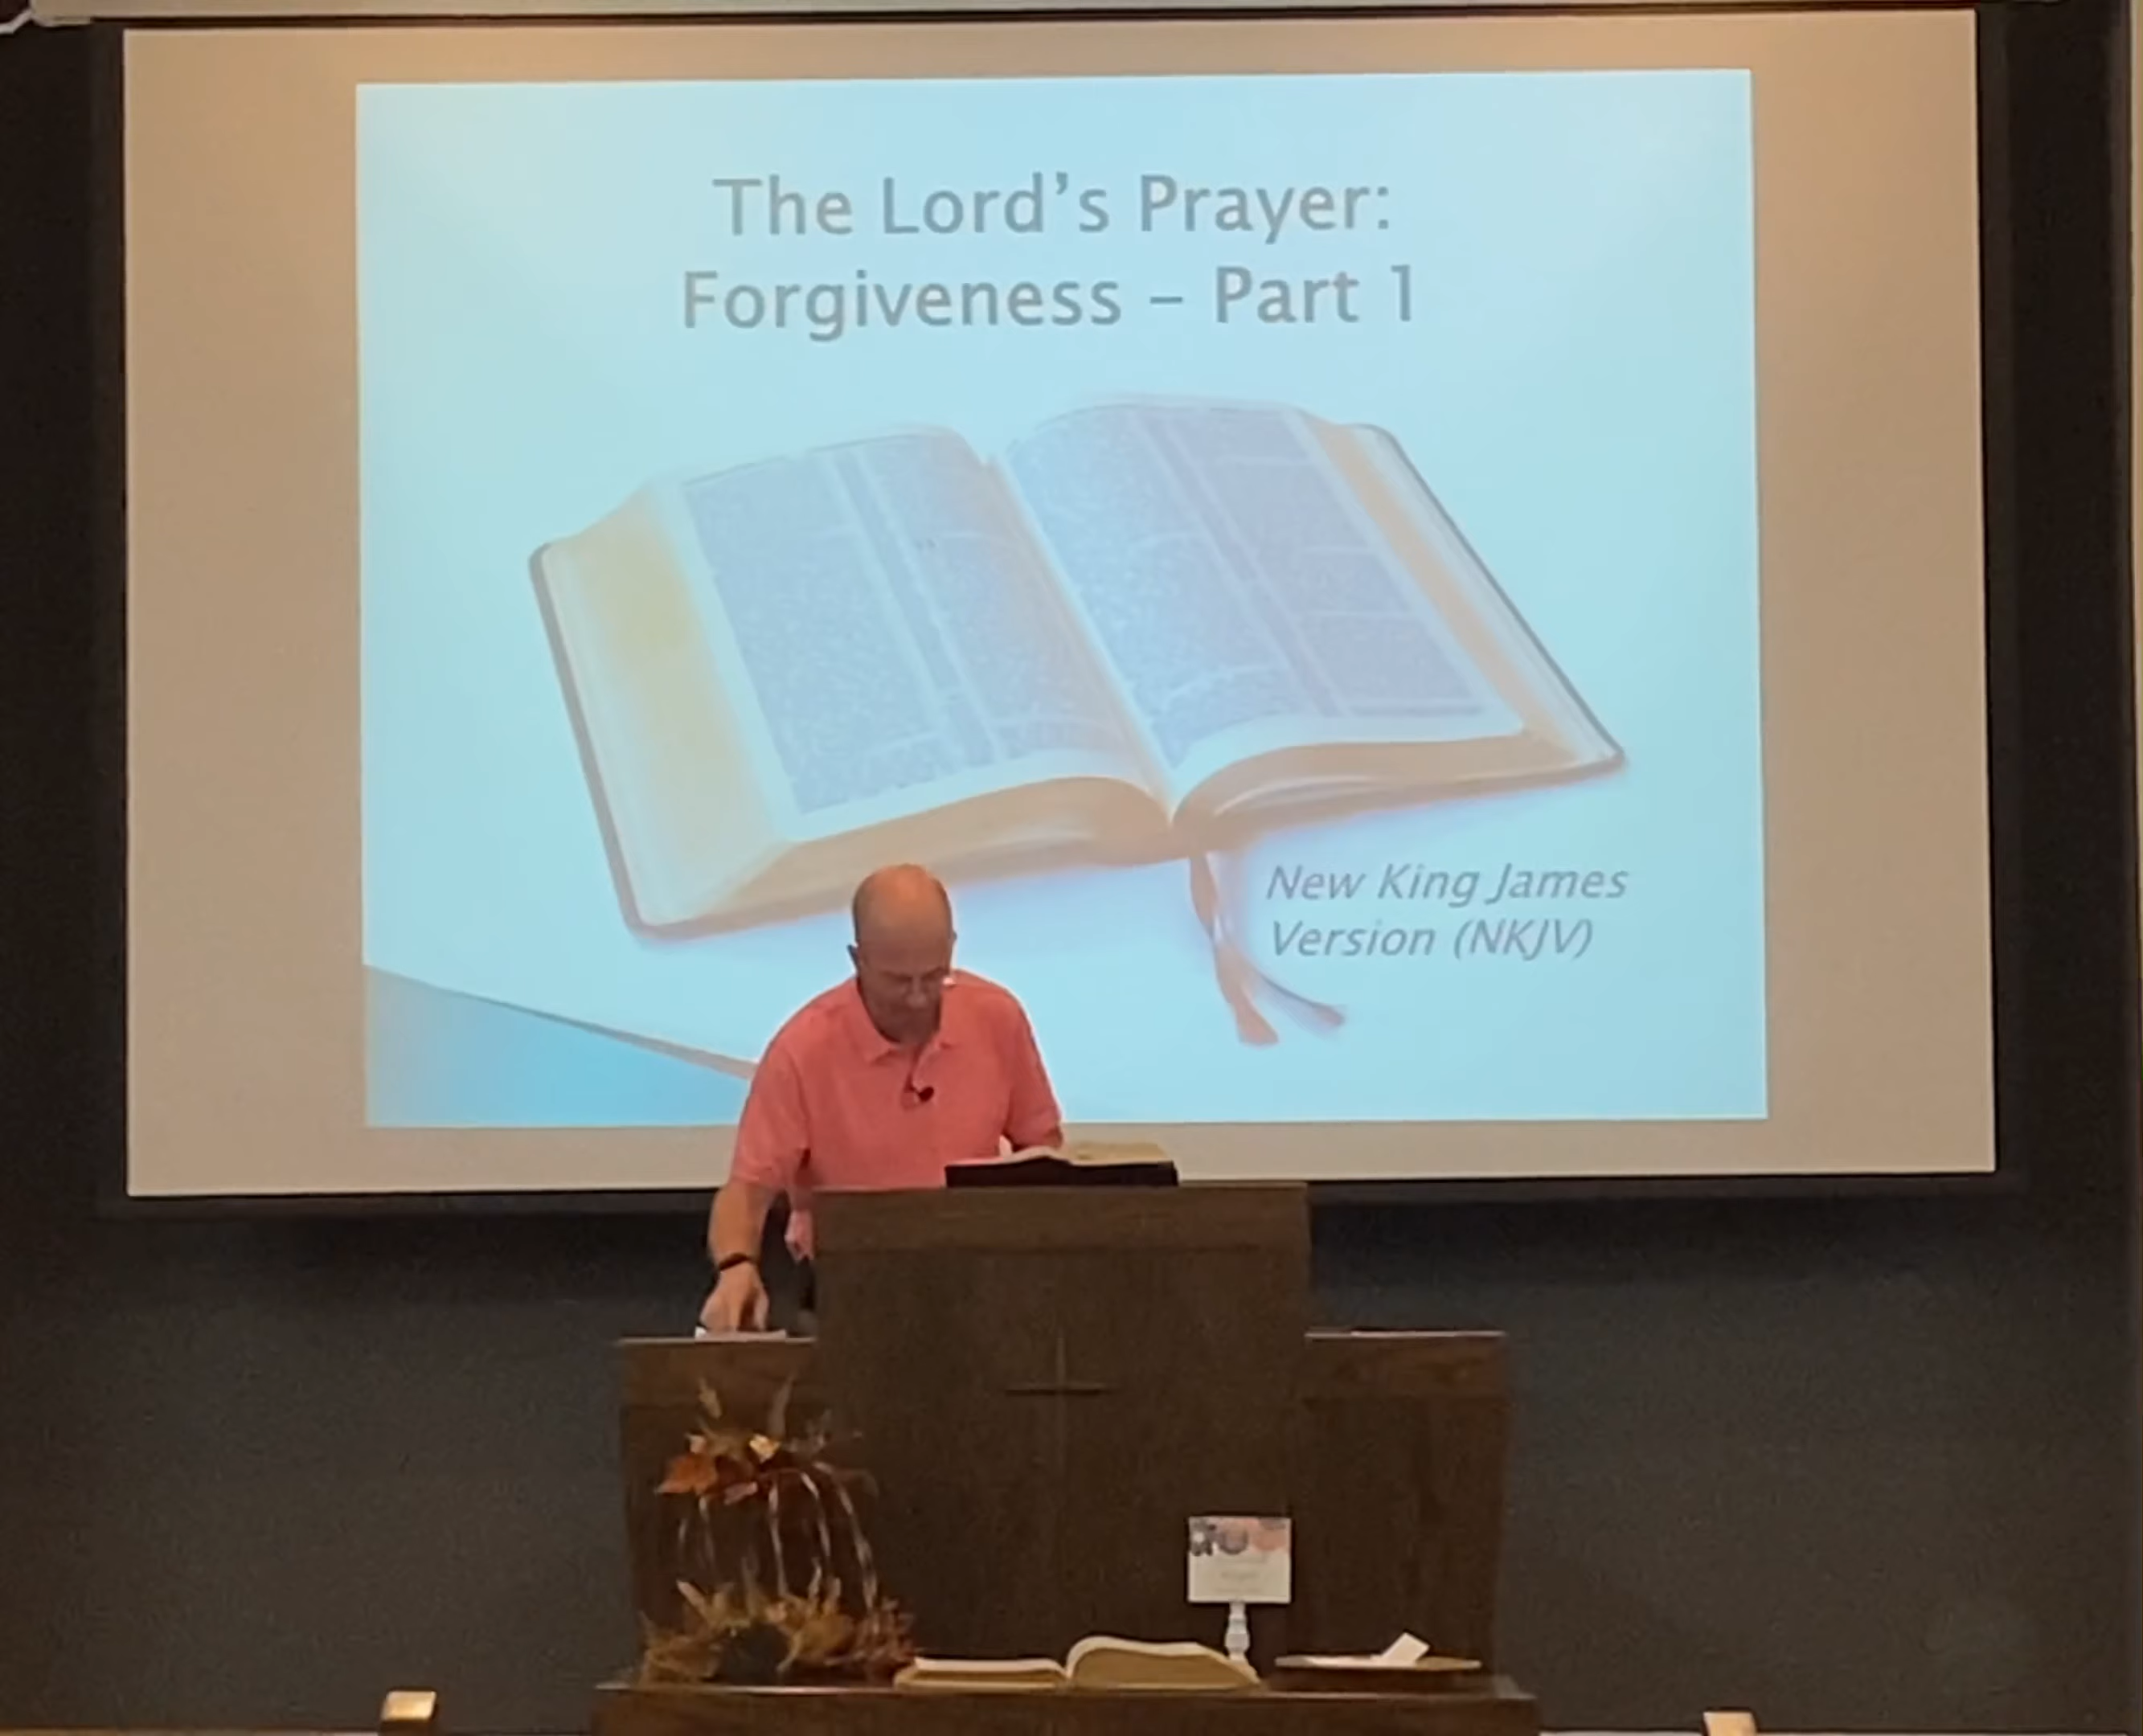 The Lord's Prayer:
Forgiveness – Part 1
New King James
Version (NKJV)